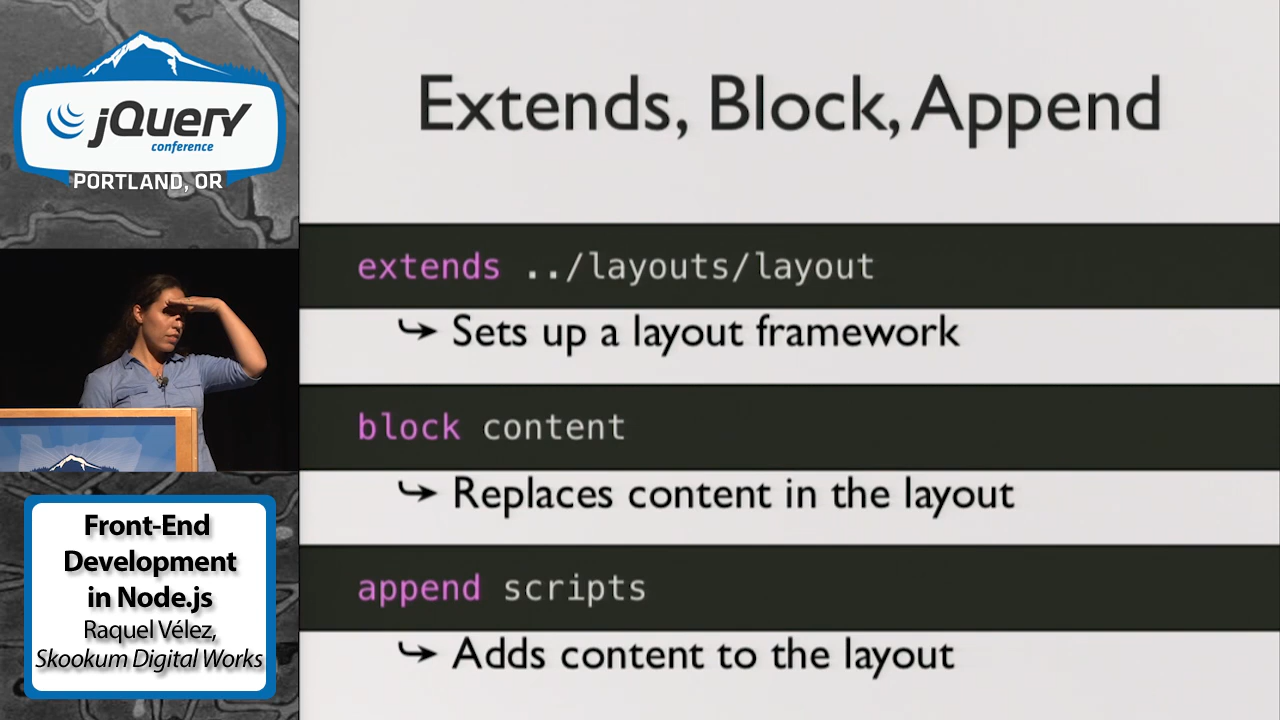 jQuery
conference
PORTLAND, OR
Front-End
Development
in Node.js
Raquel Vélez,
Skookum Digital Works
Extends, Block, Append
extends ../layouts/layout
↪ Sets up a layout framework
block content
↪ Replaces content in the layout
append scripts
↪ Adds content to the layout